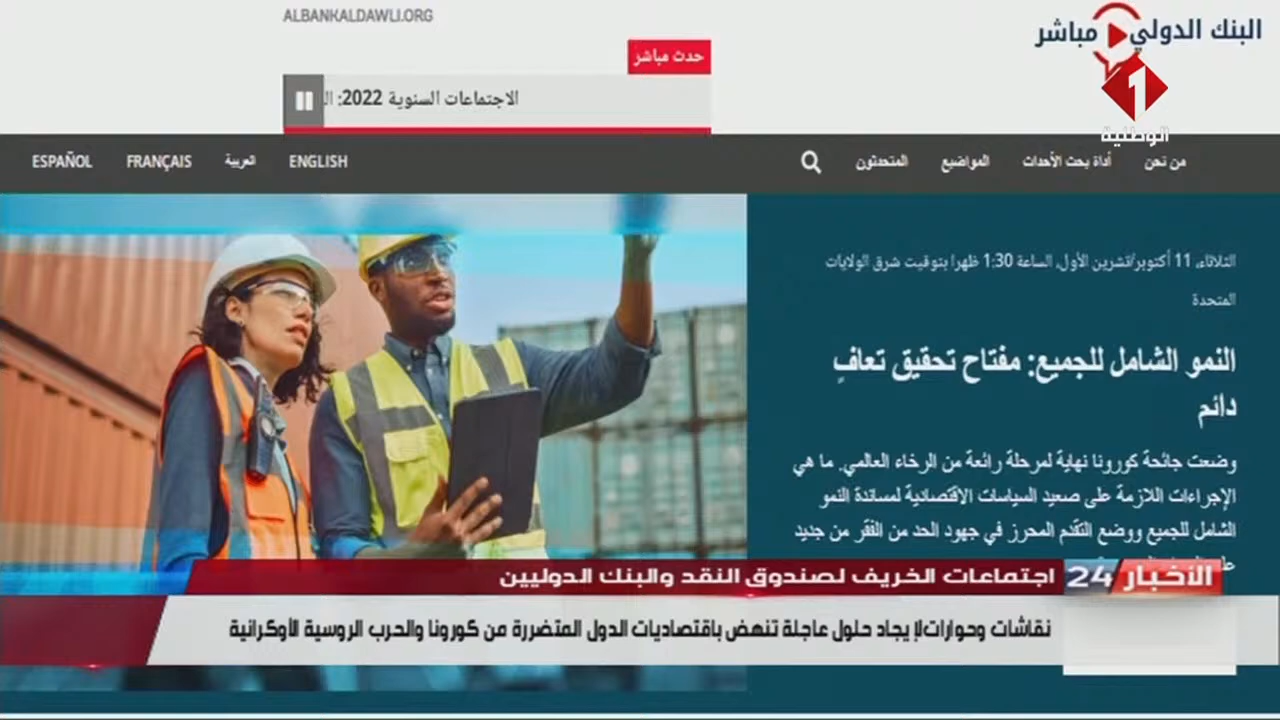 ALBANKALDAWLI.ORG
البنك الدولي مباشر
حدث مباشر
الاجتماعات السنوية 2022: ال
1
الوطنية
من نحن
أداة بحث الأحداث
المواضيع
المتحدثون
ENGLISH
العربية
FRANÇAIS
ESPAÑOL
الثلاثاء، 11 أكتوبر/تشرين الأول، الساعة 1:30 ظهرا بتوقيت شرق الولايات
المتحدة
النمو الشامل للجميع: مفتاح تحقيق تعافٍ
دائم
وضعت جائحة كورونا نهاية لمرحلة رائعة من الرخاء العالمي. ما هي
الإجراءات اللازمة على صعيد السياسات الاقتصادية لمساندة النمو
الشامل للجميع ووضع التقدم المحرز في جهود الحد من الفقر من جديد
الأخبار 24
اجتماعات الخريف لصندوق النقد والبنك الدوليين
نقاشات وحوارات لإيجاد حلول عاجلة تنهض باقتصاديات الدول المتضررة من كورونا والحرب الروسية الأوكرانية